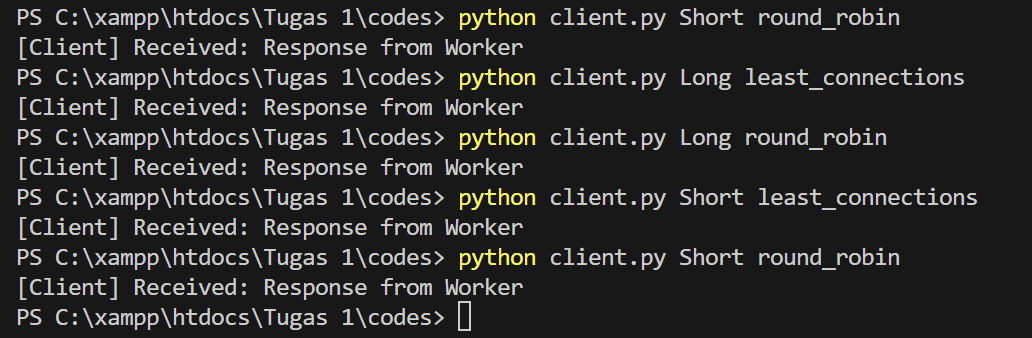 PS C:\xampp\htdocs\Tugas 1\codes> python client.py Short round_robin
[Client] Received: Response from Worker
PS C:\xampp\htdocs\Tugas 1\codes> python client.py Long least_connections
[Client] Received: Response from Worker
PS C:\xampp\htdocs\Tugas 1\codes> python client.py Long round_robin
[Client] Received: Response from Worker
PS C:\xampp\htdocs\Tugas 1\codes> python client.py Short least_connections
[Client] Received: Response from Worker
PS C:\xampp\htdocs\Tugas 1\codes> python client.py Short round_robin
[Client] Received: Response from Worker
PS C:\xampp\htdocs\Tugas 1\codes>